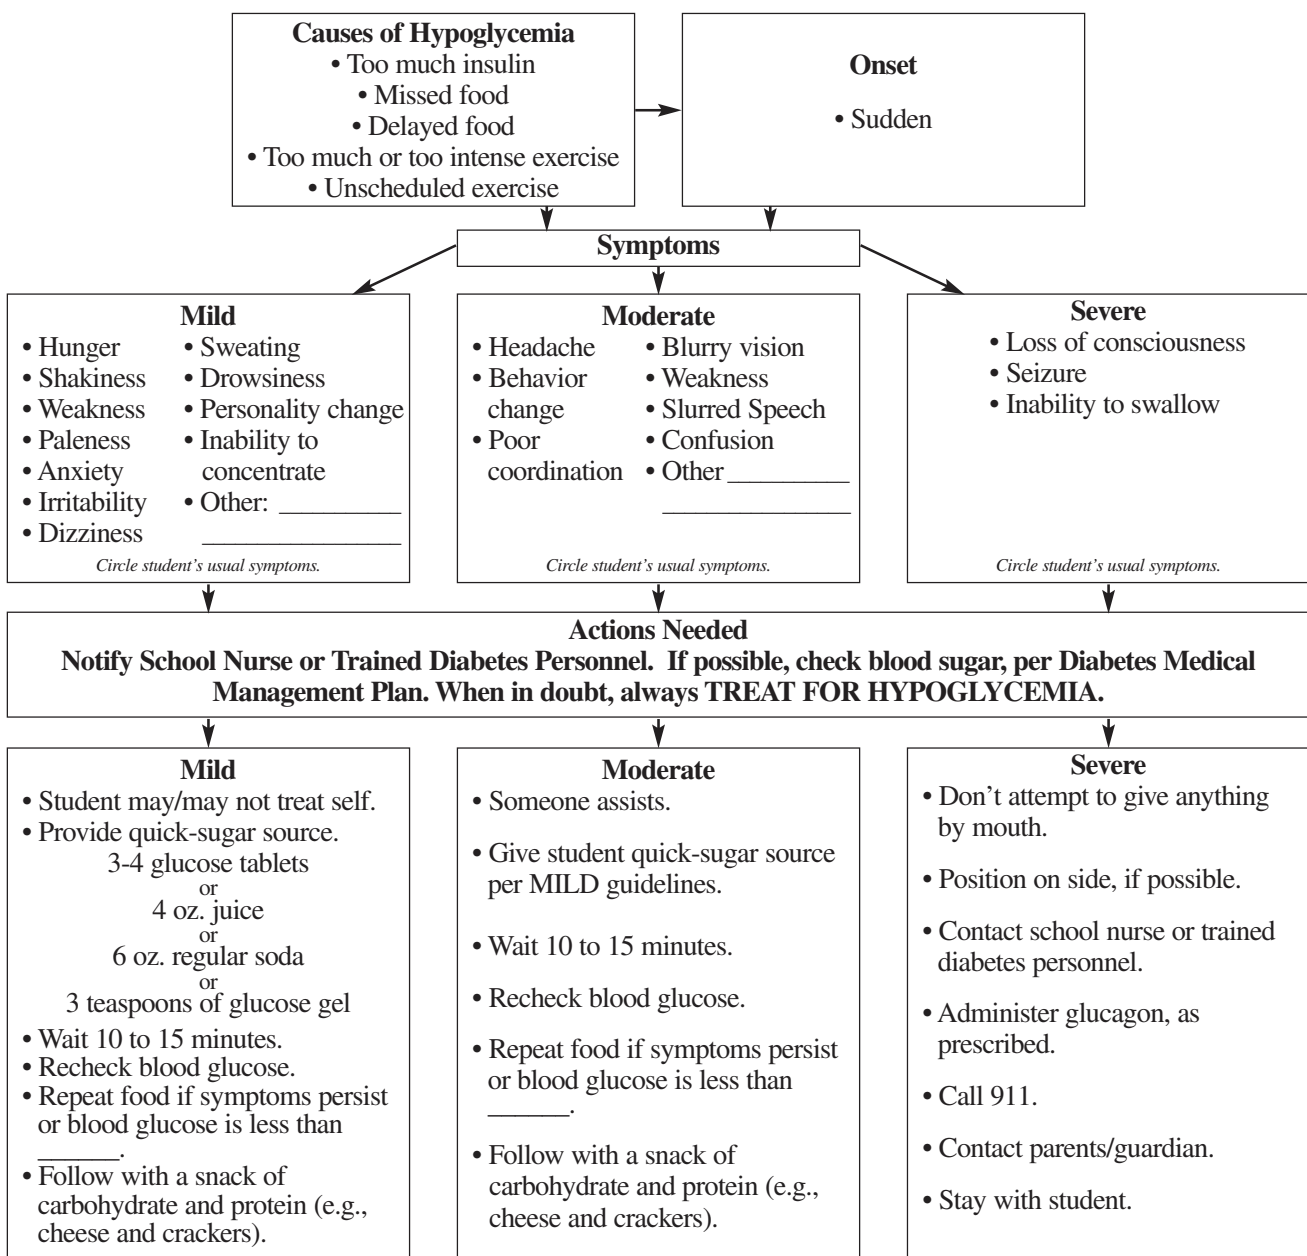 Causes of Hypoglycemia
• Too much insulin
• Missed food
• Delayed food
• Too much or too intense exercise
• Unscheduled exercise
Onset
• Sudden
Symptoms
Mild
• Hunger
• Shakiness
• Weakness
• Paleness
• Anxiety
• Irritability
• Dizziness
• Sweating
• Drowsiness
• Personality change
• Inability to
concentrate
• Other: ___________
__________________
Circle student’s usual symptoms.
Moderate
• Headache
• Behavior
change
• Poor
coordination
• Blurry vision
• Weakness
• Slurred Speech
• Confusion
• Other ___________
_________________
Circle student’s usual symptoms.
Severe
• Loss of consciousness
• Seizure
• Inability to swallow
Circle student’s usual symptoms.
Actions Needed
Notify School Nurse or Trained Diabetes Personnel. If possible, check blood sugar, per Diabetes Medical
Management Plan. When in doubt, always TREAT FOR HYPOGLYCEMIA.
Mild
• Student may/may not treat self.
• Provide quick-sugar source.
3-4 glucose tablets
or
4 oz. juice
or
6 oz. regular soda
or
3 teaspoons of glucose gel
• Wait 10 to 15 minutes.
• Recheck blood glucose.
• Repeat food if symptoms persist
or blood glucose is less than
______.
• Follow with a snack of
carbohydrate and protein (e.g.,
cheese and crackers).
Moderate
• Someone assists.
• Give student quick-sugar source
per MILD guidelines.
• Wait 10 to 15 minutes.
• Recheck blood glucose.
• Repeat food if symptoms persist
or blood glucose is less than
______.
• Follow with a snack of
carbohydrate and protein (e.g.,
cheese and crackers).
Severe
• Don’t attempt to give anything
by mouth.
• Position on side, if possible.
• Contact school nurse or trained
diabetes personnel.
• Administer glucagon, as
prescribed.
• Call 911.
• Contact parents/guardian.
• Stay with student.